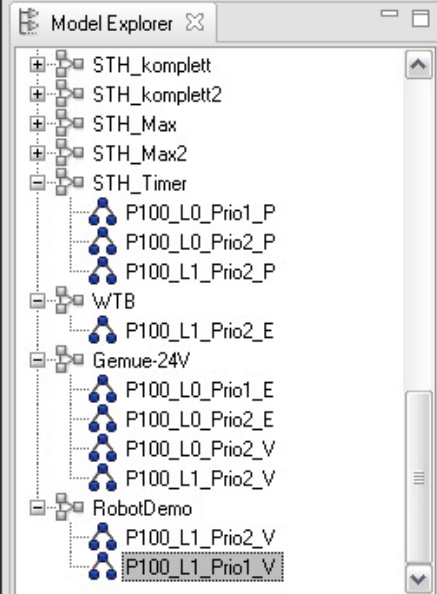 Model Explorer
STH_komplett
STH_komplett2
STH_Max
STH_Max2
STH_Timer
P100_L0_Prio1_P
P100_L0_Prio2_P
P100_L1_Prio2_P
WTB
P100_L1_Prio2_E
Gemue-24V
P100_L0_Prio1_E
P100_L0_Prio2_E
P100_L0_Prio2_V
P100_L1_Prio2_V
RobotDemo
P100_L1_Prio2_V
P100_L1_Prio1_V